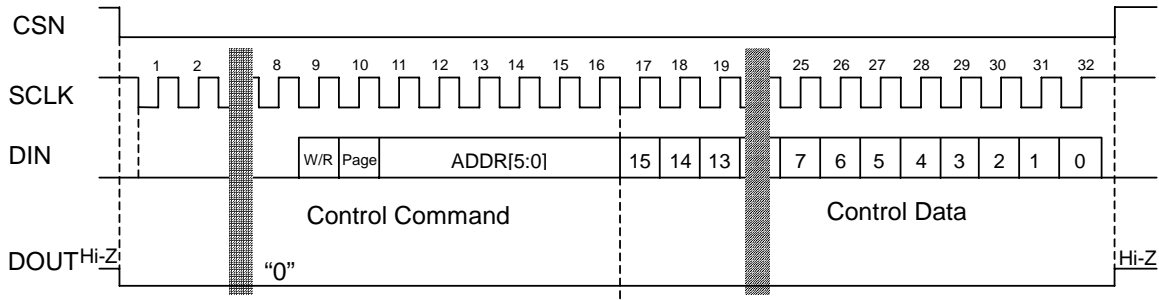 CSN
1 2 8 9 10 11 12 13 14 15 16 17 18 19 25 26 27 28 29 30 31 32
SCLK
DIN W/R Page ADDR[5:0] 15 14 13 7 6 5 4 3 2 1 0
Control Command Control Data
DOUT Hi-Z “0” Hi-Z